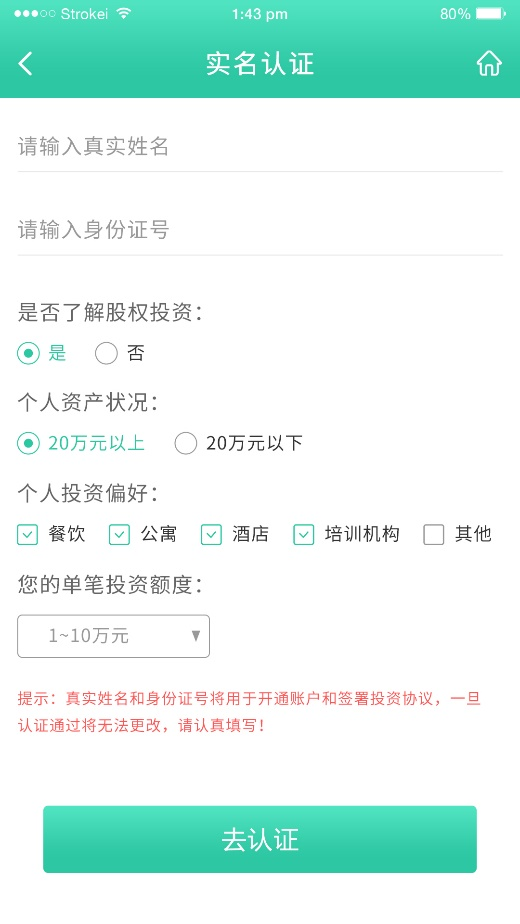 Strokei 1:43 pm 80%
实名认证
请输入真实姓名
请输入身份证号
是否了解股权投资：
是 否
个人资产状况：
20万元以上 20万元以下
个人投资偏好：
餐饮 公寓 酒店 培训机构 其他
您的单笔投资额度：
1~10万元
提示：真实姓名和身份证号将用于开通账户和签署投资协议，一旦
认证通过将无法更改，请认真填写！
去认证